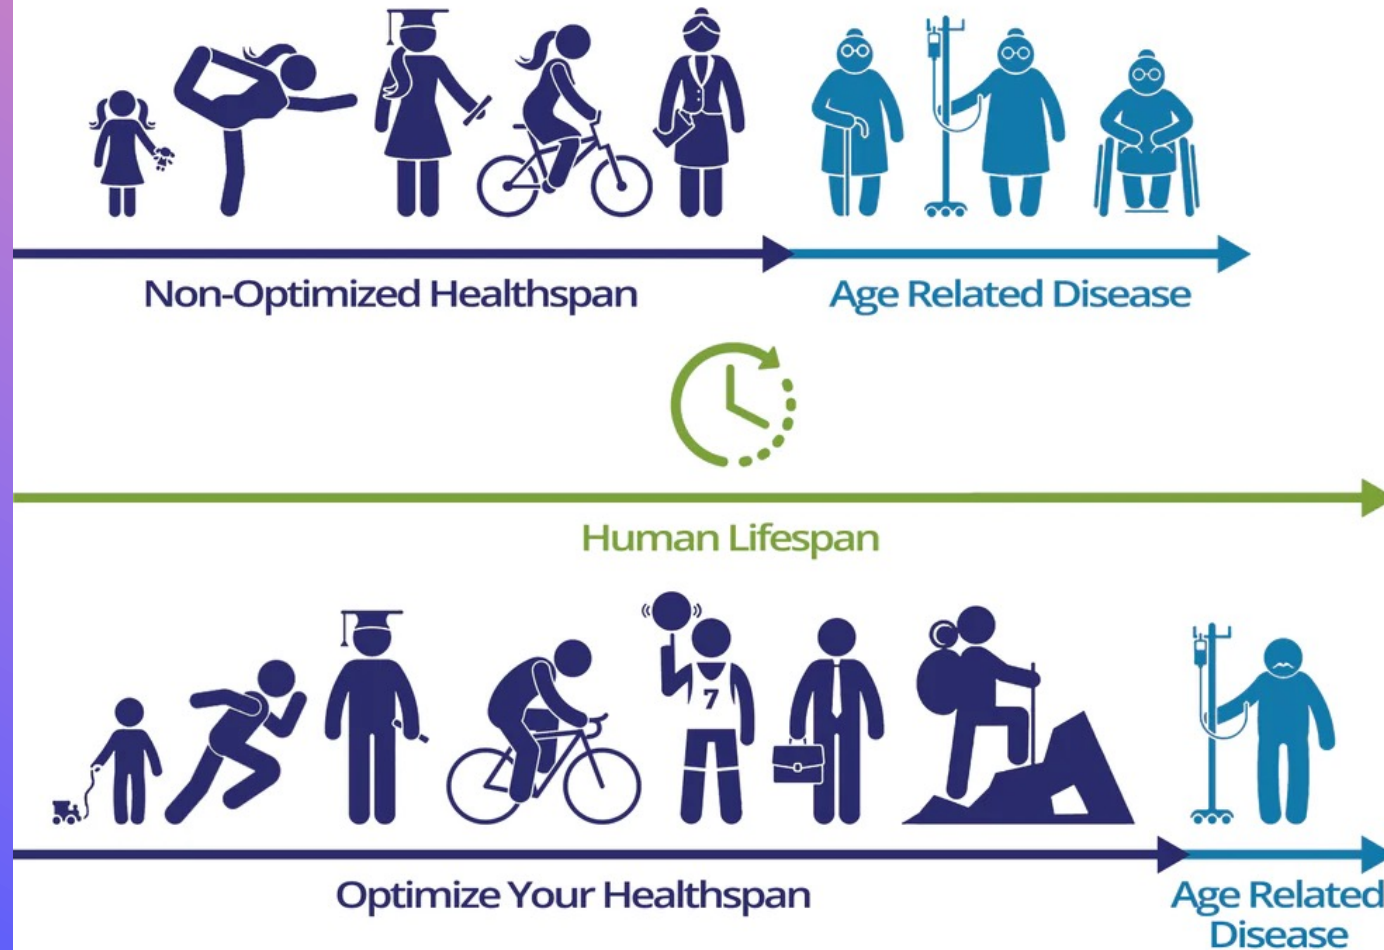 Non-Optimized Healthspan
Age Related Disease
Human Lifespan
7
Optimize Your Healthspan
Age Related
Disease